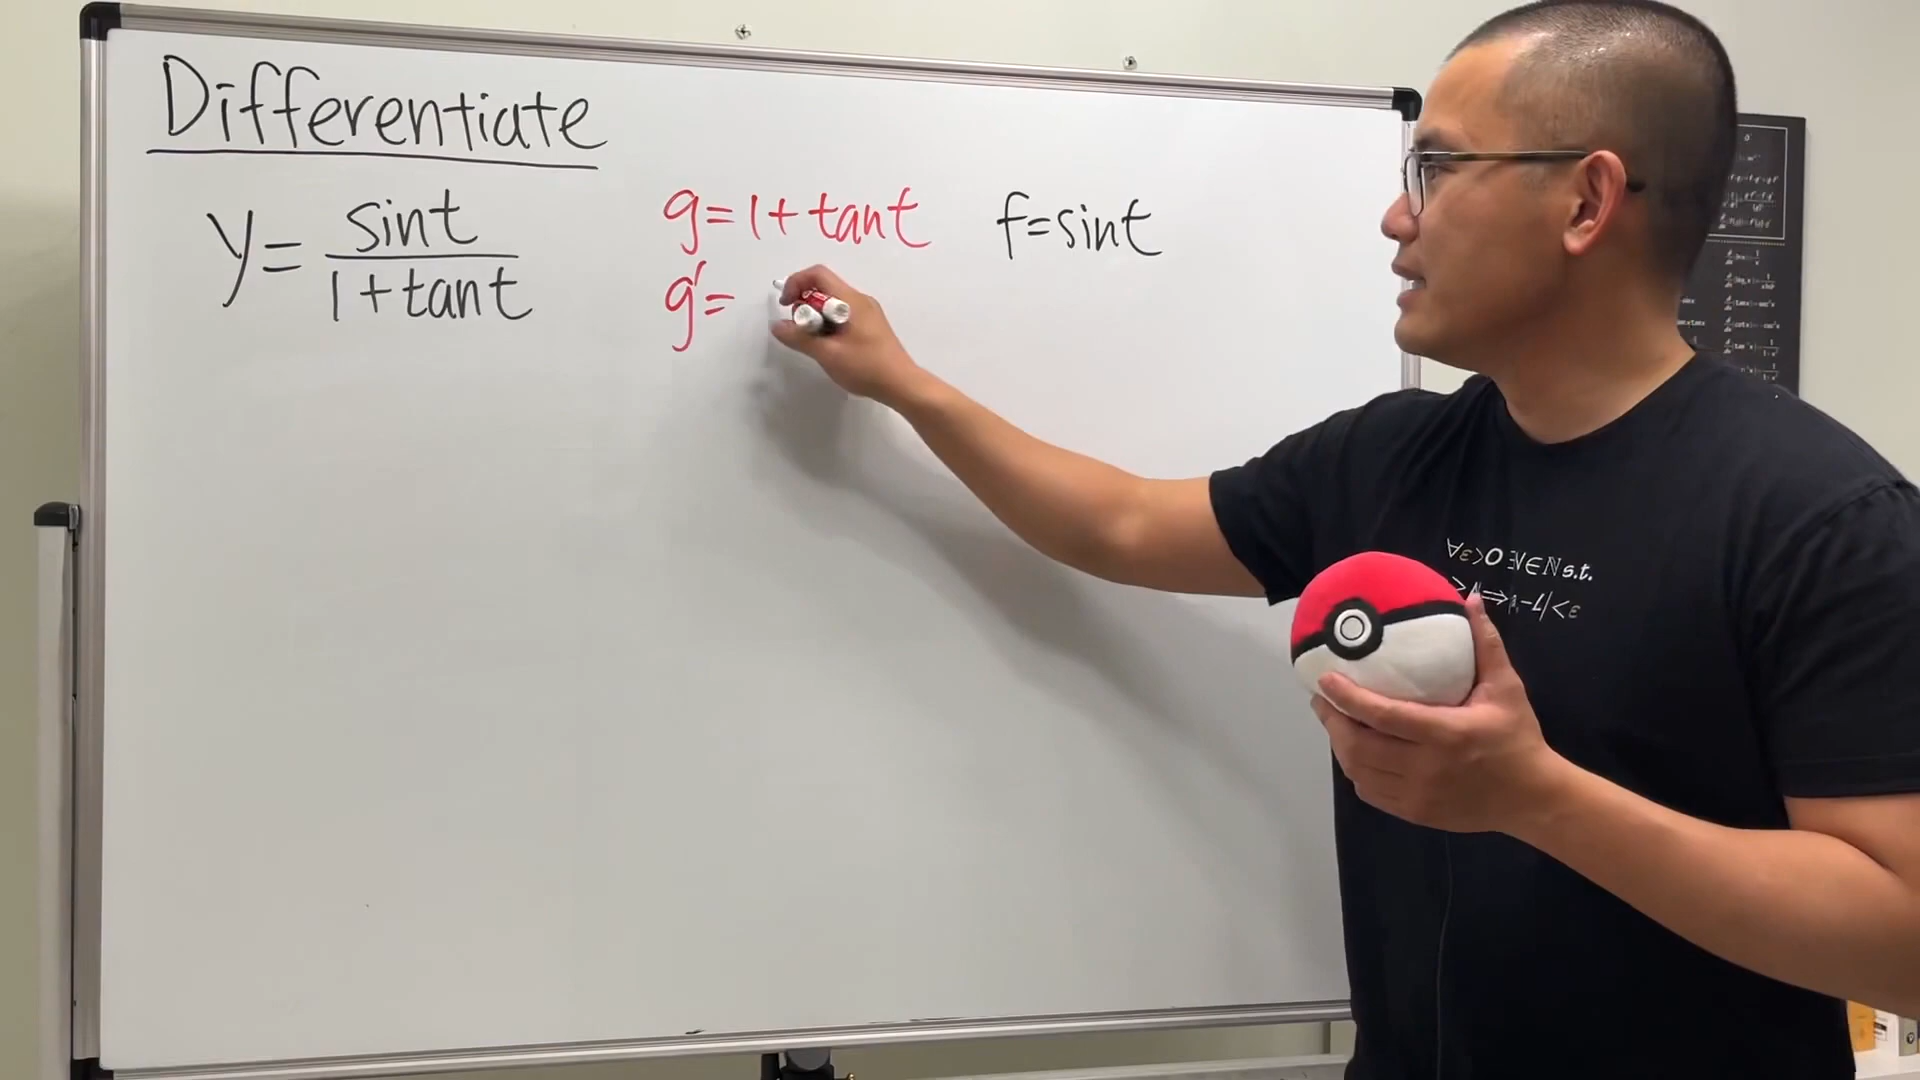 Differentiate
y = sint / 1 + tant
g = 1 + tant
f = sint
g' =
∀ε>0 ∃N∈ℕ s.t.